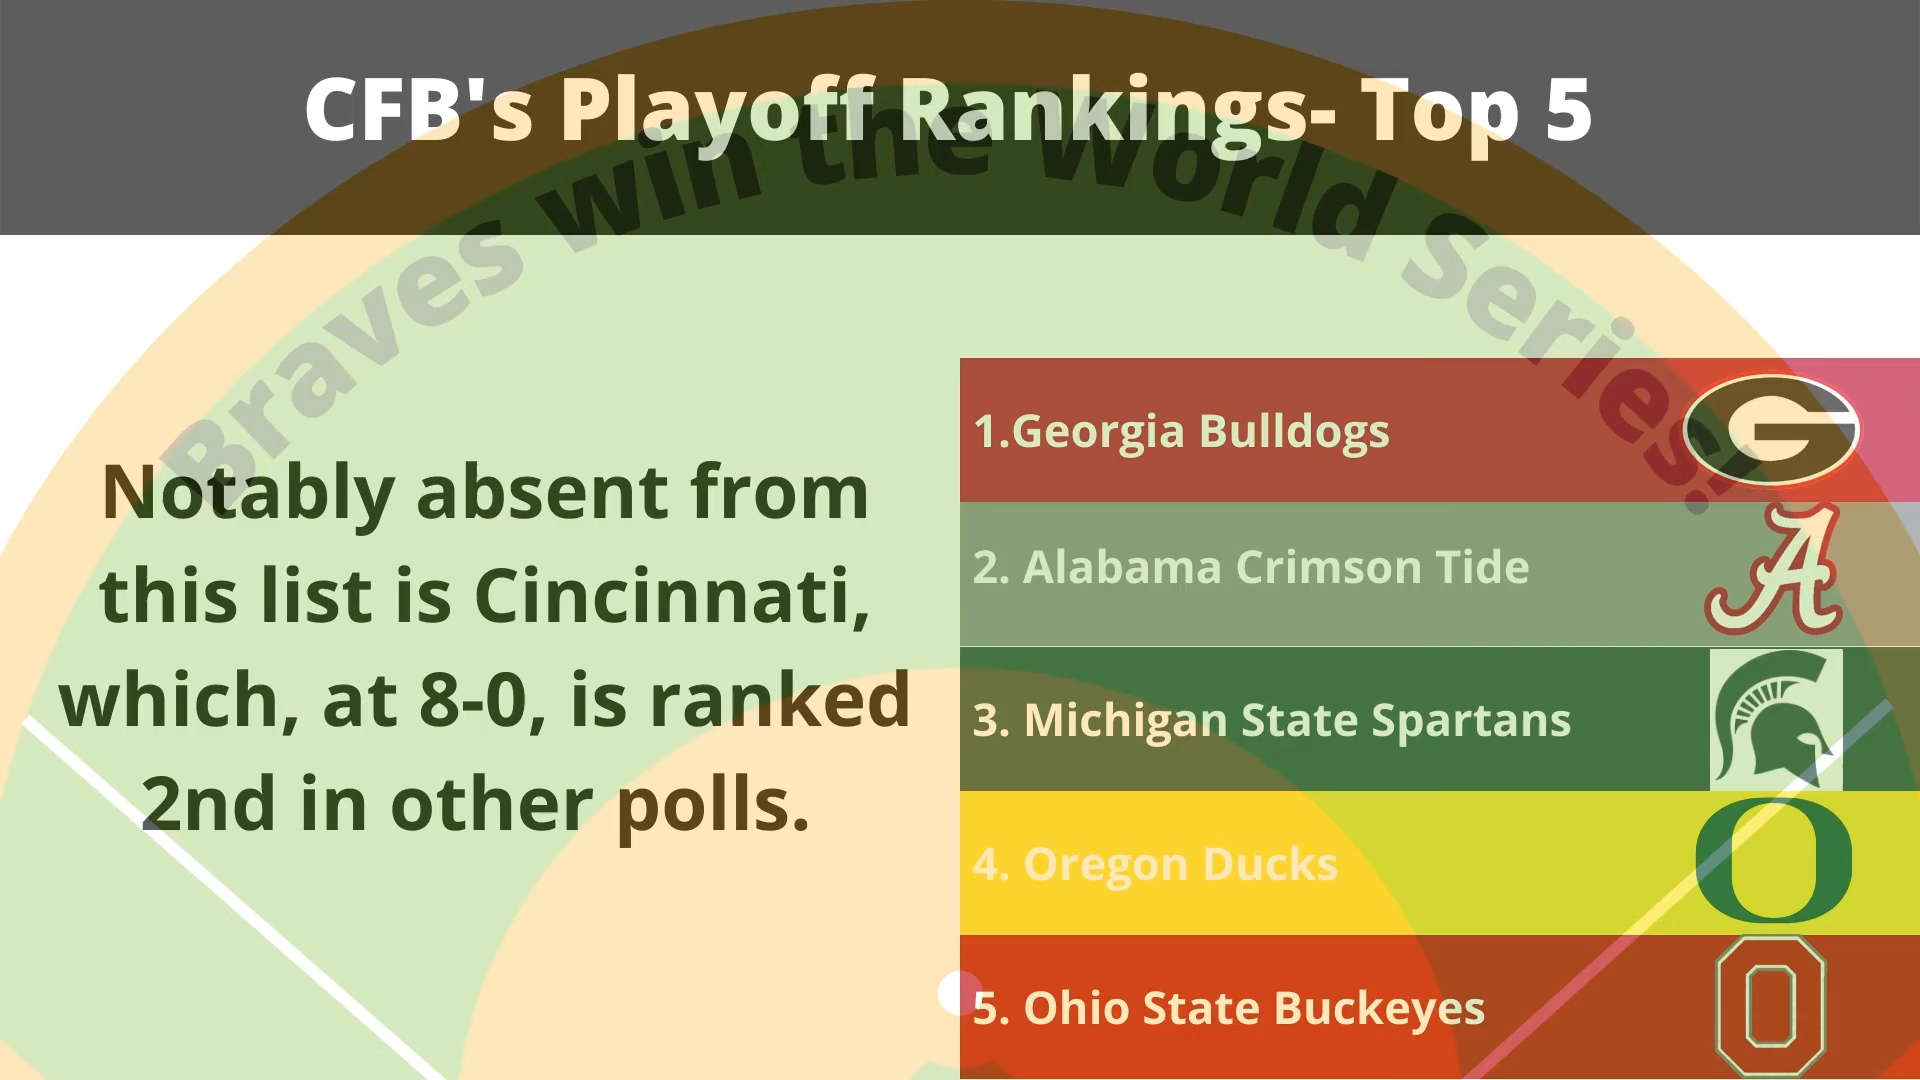 CFB's Playoff Rankings- Top 5
Braves win the World Series!
Notably absent from
this list is Cincinnati,
which, at 8-0, is ranked
2nd in other polls.
1.Georgia Bulldogs
G
2. Alabama Crimson Tide
A
3. Michigan State Spartans
4. Oregon Ducks
O
5. Ohio State Buckeyes
O